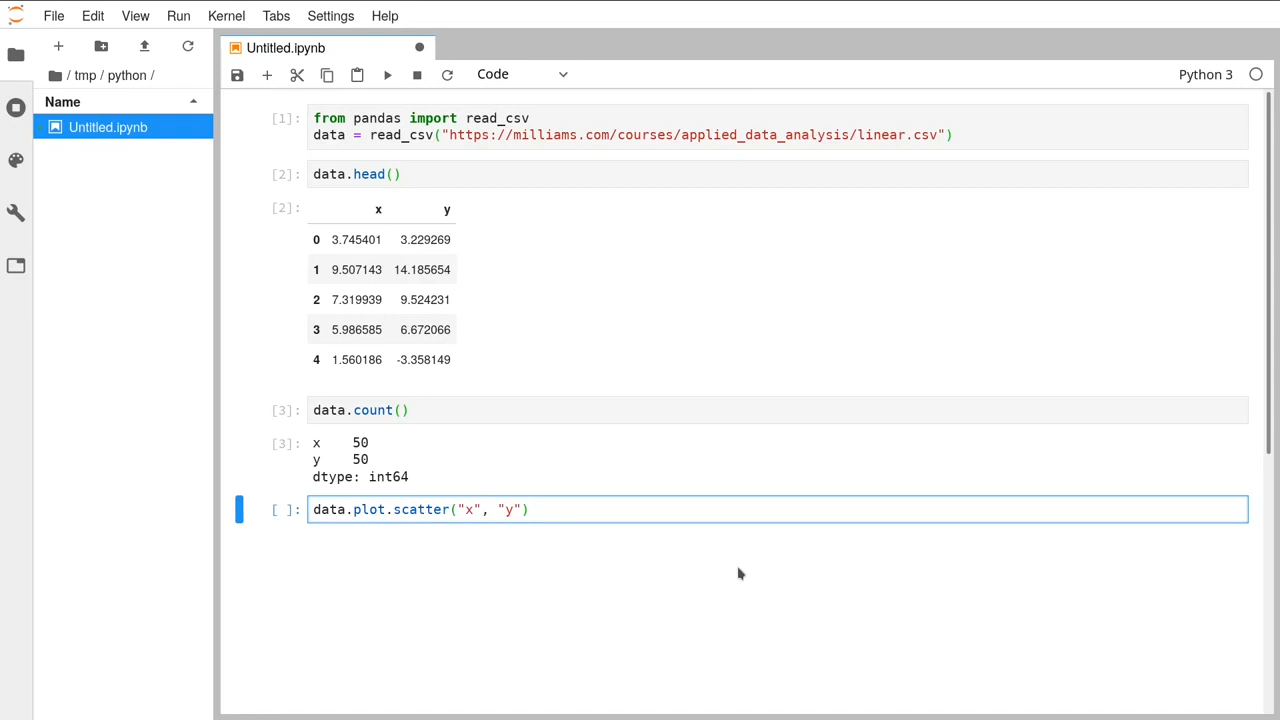 File Edit View Run Kernel Tabs Settings Help
/ tmp / python /
Name
Untitled.ipynb
Untitled.ipynb
Code
Python 3
[1]: from pandas import read_csv
data = read_csv("https://milliams.com/courses/applied_data_analysis/linear.csv")
[2]: data.head()
[2]: x y
0 3.745401 3.229269
1 9.507143 14.185654
2 7.319939 9.524231
3 5.986585 6.672066
4 1.560186 -3.358149
[3]: data.count()
[3]: x 50
y 50
dtype: int64
[ ]: data.plot.scatter("x", "y")